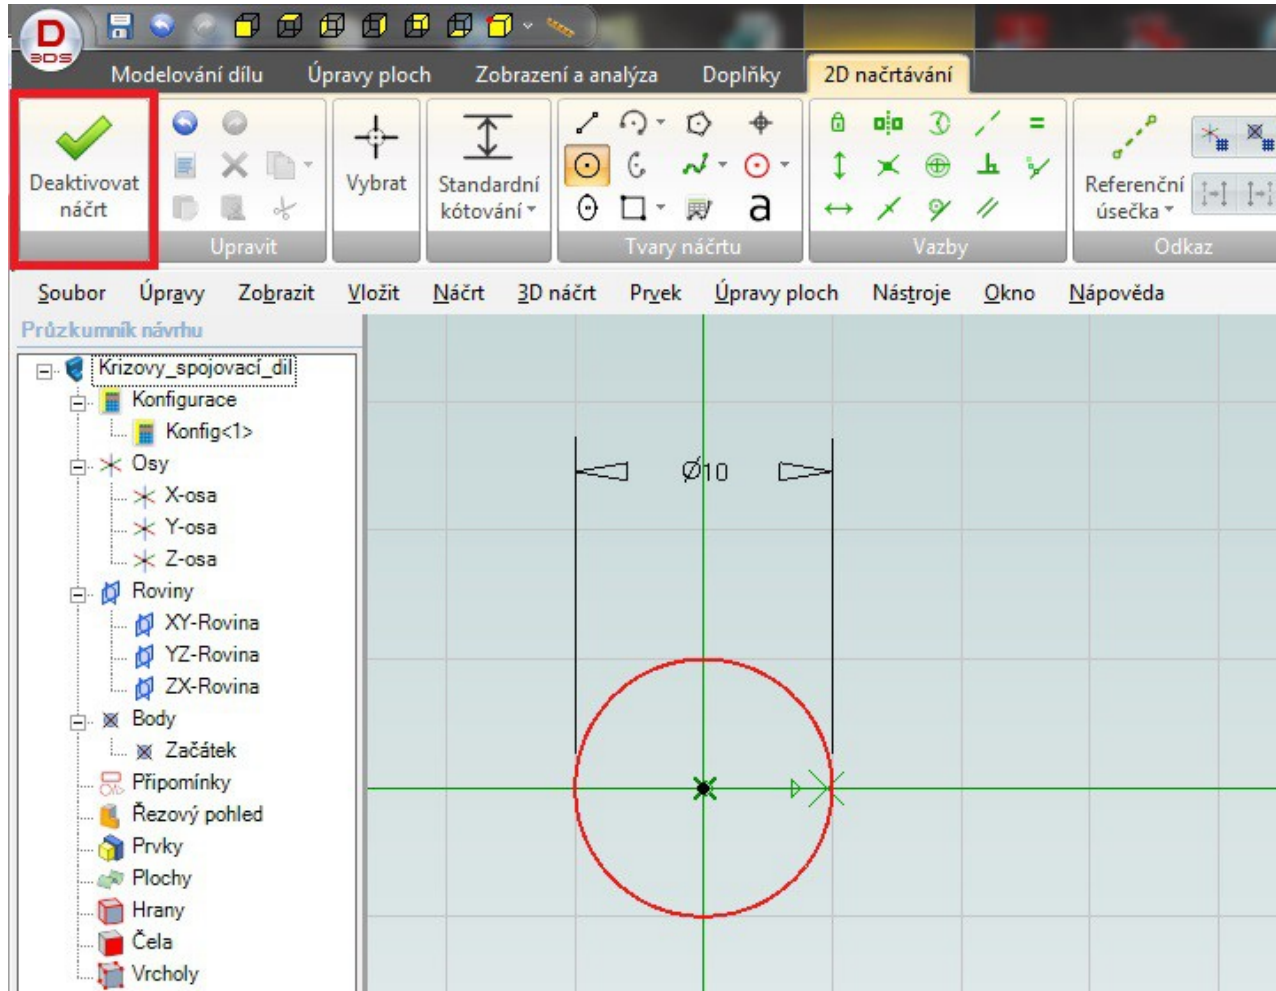 D
3DS
Modelování dílu Úpravy ploch Zobrazení a analýza Doplňky 2D načrtávání
Deaktivovat
náčrt
Upravit
Vybrat
Standardní
kótování
a
Tvary náčrtu
Vazby
Referenční
úsečka
Odkaz
Soubor Úpravy Zobrazit Vložit Náčrt 3D náčrt Prvek Úpravy ploch Nástroje Okno Nápověda
Průzkumník návrhu
Krizovy_spojovací_dil
Konfigurace
Konfig<1>
Osy
X-osa
Y-osa
Z-osa
Roviny
XY-Rovina
YZ-Rovina
ZX-Rovina
Body
Začátek
Připomínky
Řezový pohled
Prvky
Plochy
Hrany
Čela
Vrcholy
Ø10